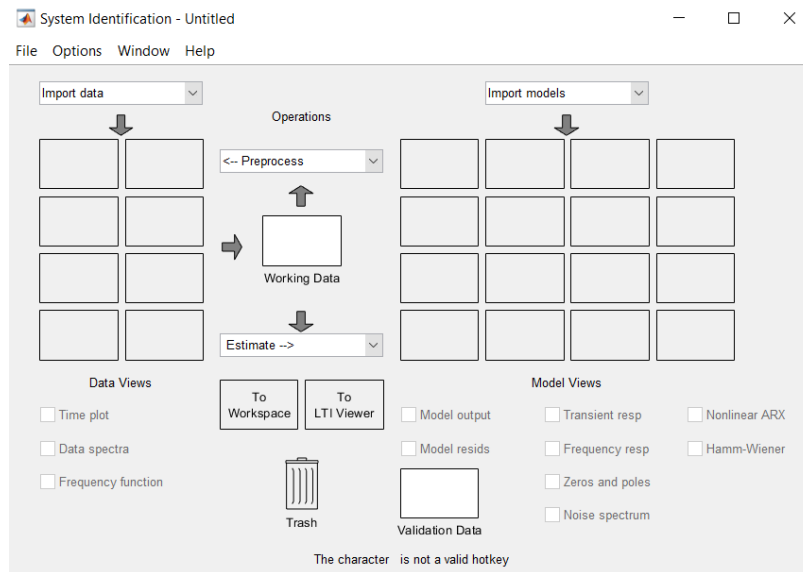 System Identification - Untitled
File Options Window Help
Import data
Import models
Operations
<-- Preprocess
Working Data
Estimate -->
Data Views
Model Views
To
Workspace
To
LTI Viewer
Time plot
Model output
Transient resp
Nonlinear ARX
Data spectra
Model resids
Frequency resp
Hamm-Wiener
Frequency function
Zeros and poles
Noise spectrum
Trash
Validation Data
The character is not a valid hotkey